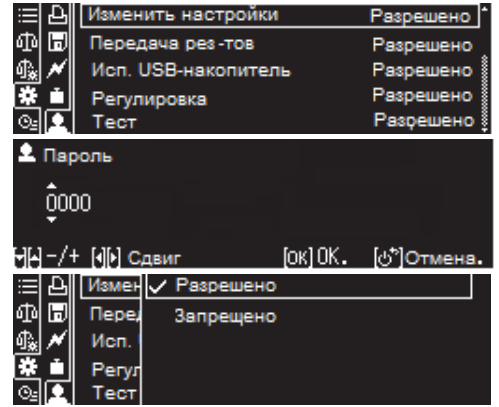 Изменить настройки Разрешено
Передача рез-тов Разрешено
Исп. USB-накопитель Разрешено
Регулировка Разрешено
Тест Разрешено
Пароль
0000
-/+ Сдвиг [OK] OK. Отмена.
Измен ✓ Разрешено
Перед Запрещено
Исп.
Регул
Тест